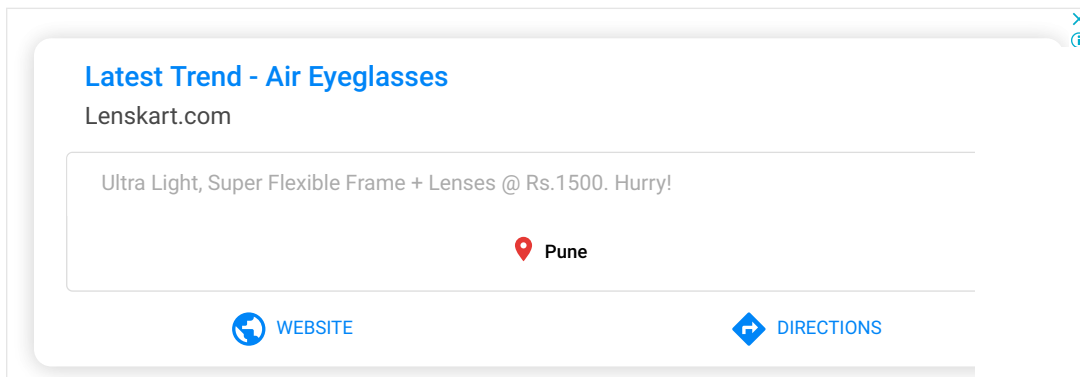 Latest Trend - Air Eyeglasses
Lenskart.com
Ultra Light, Super Flexible Frame + Lenses @ Rs.1500. Hurry!
Pune
WEBSITE
DIRECTIONS